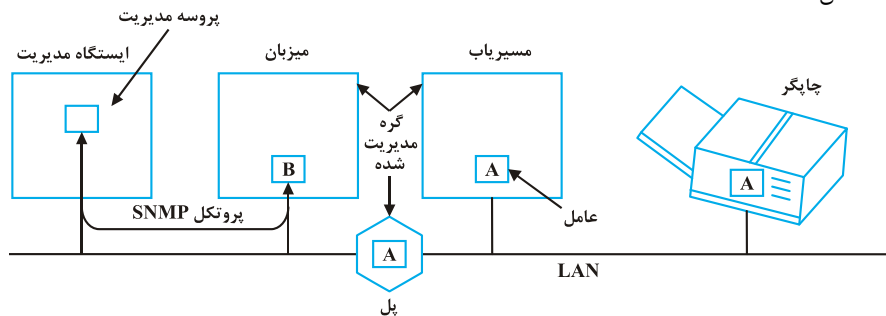 پروسه مدیریت
ایستگاه مدیریت
میزبان
مسیریاب
چاپگر
گره
مدیریت
شده
B
A
A
عامل
پروتکل SNMP
A
LAN
پل